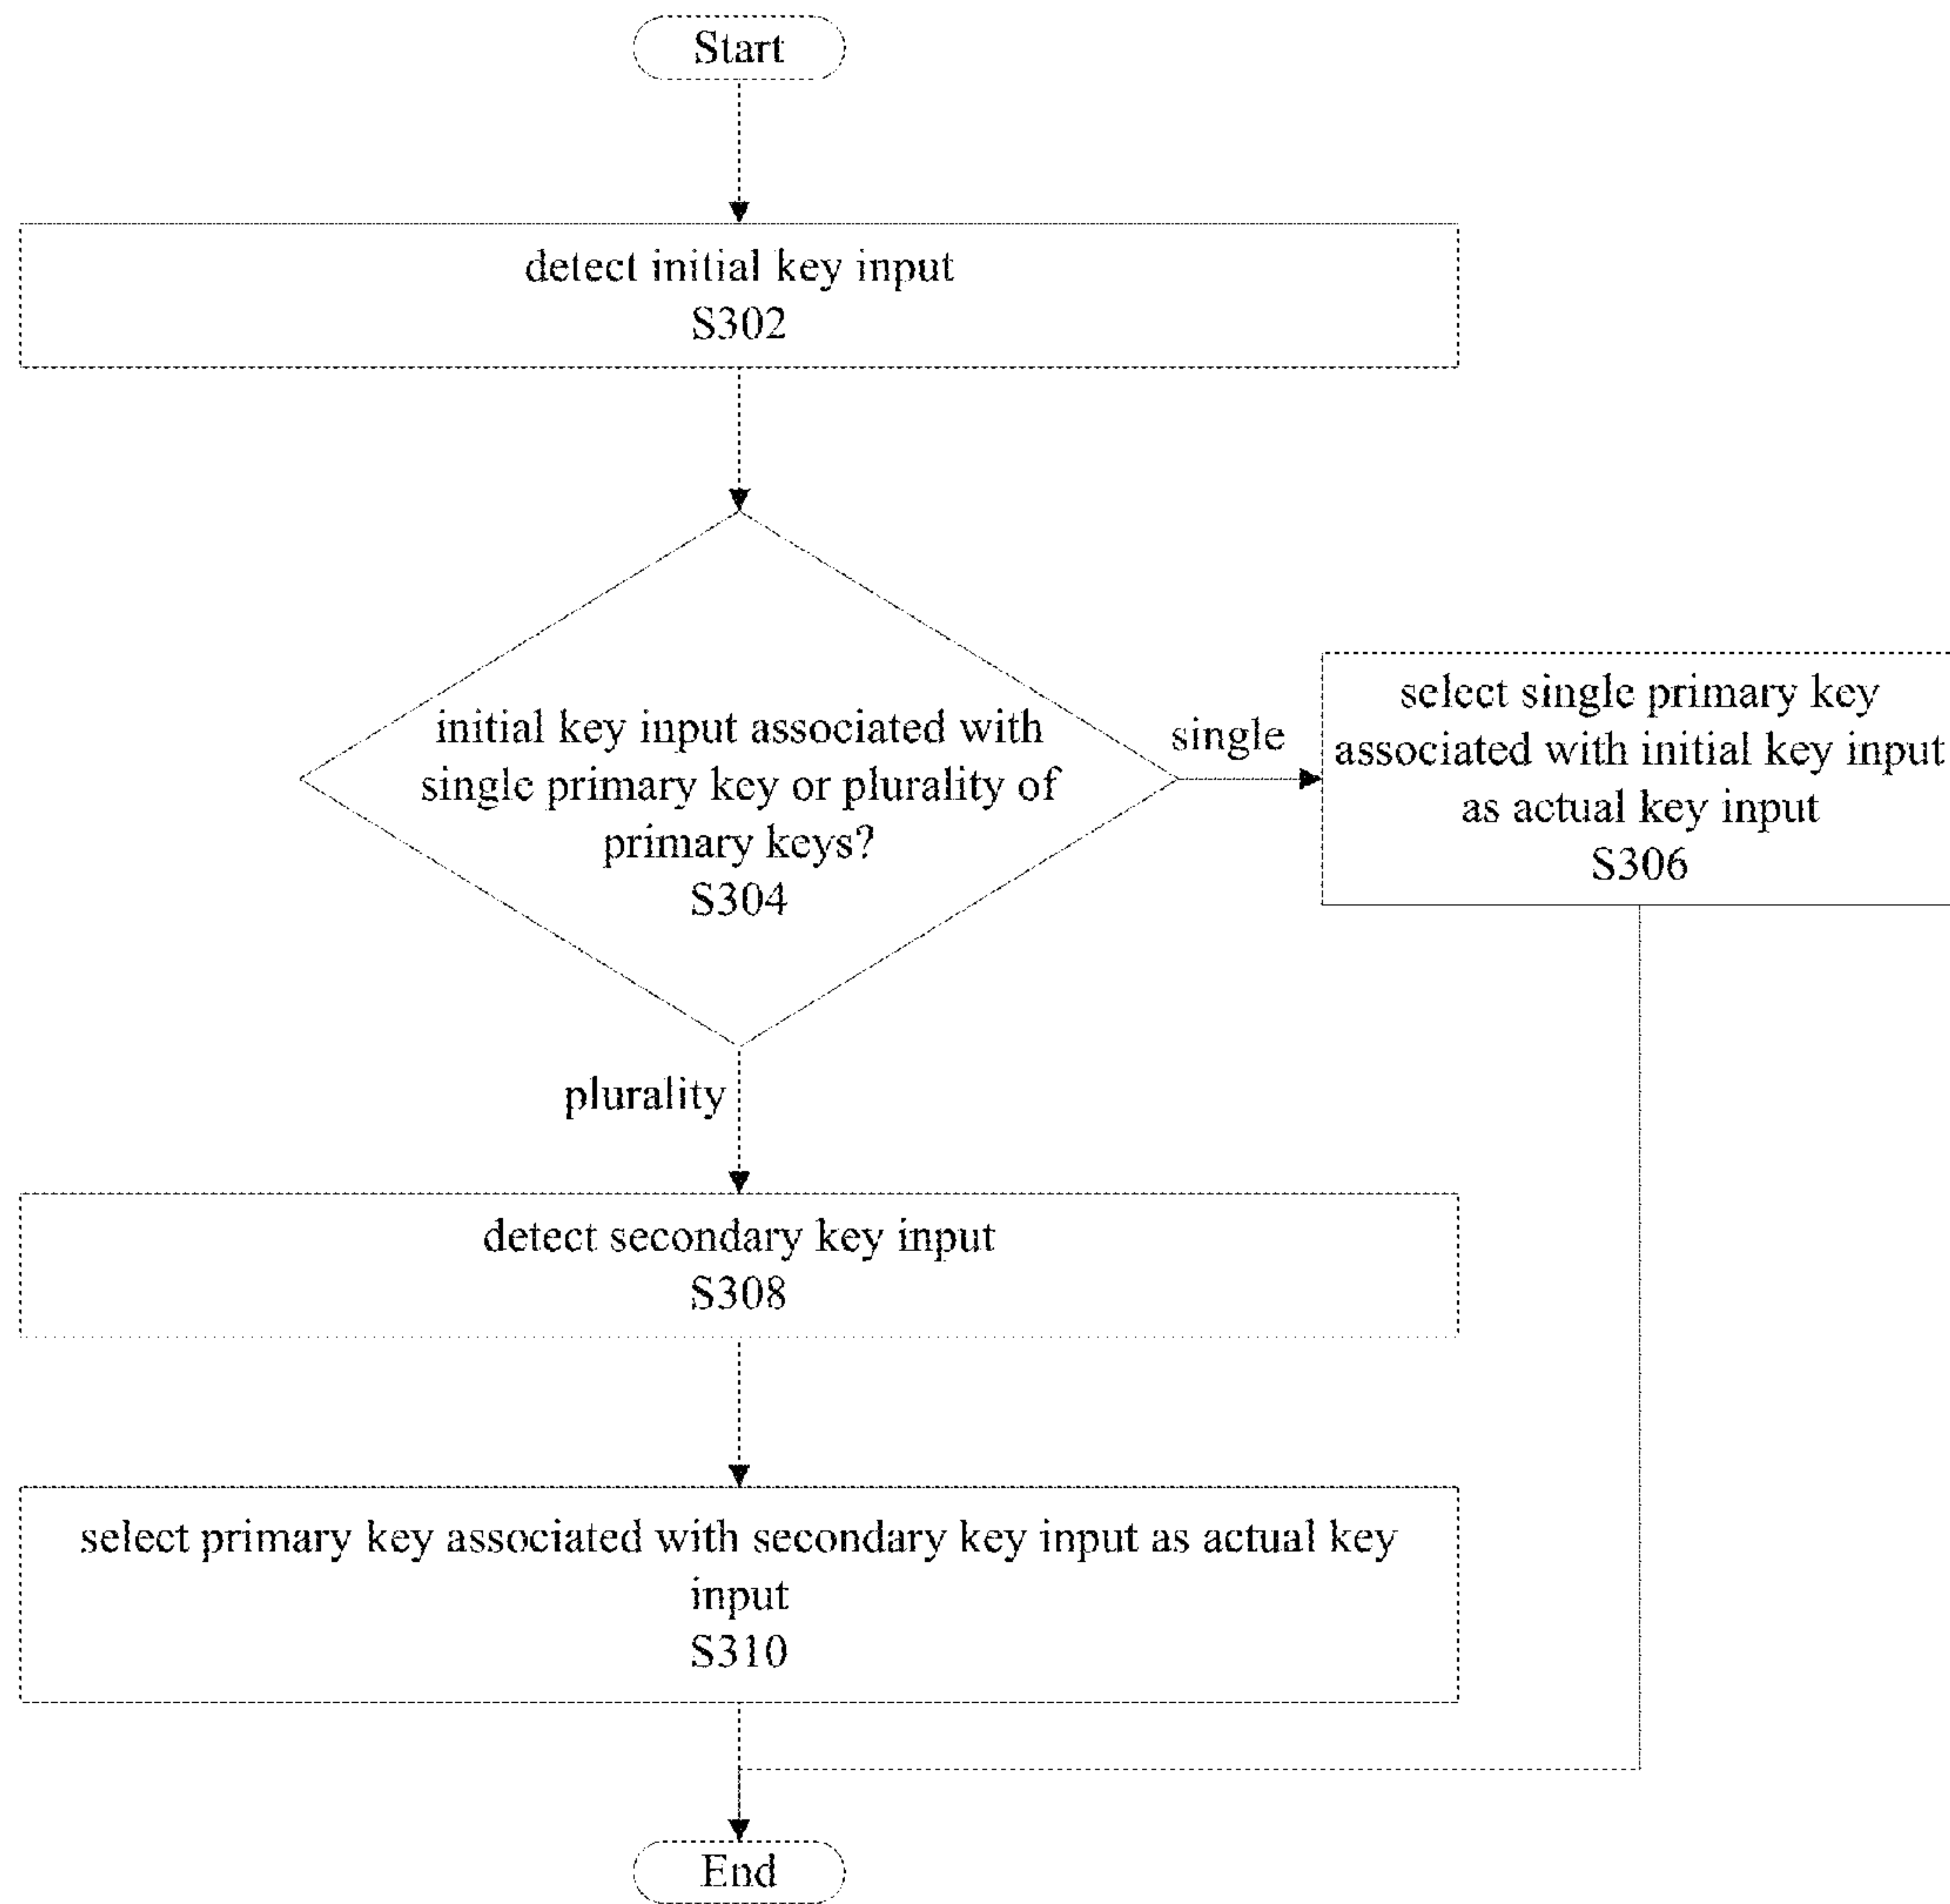 Start
detect initial key input
S302
initial key input associated with
single primary key or plurality of
primary keys?
S304
single
select single primary key
associated with initial key input
as actual key input
S306
plurality
detect secondary key input
S308
select primary key associated with secondary key input as actual key
input
S310
End